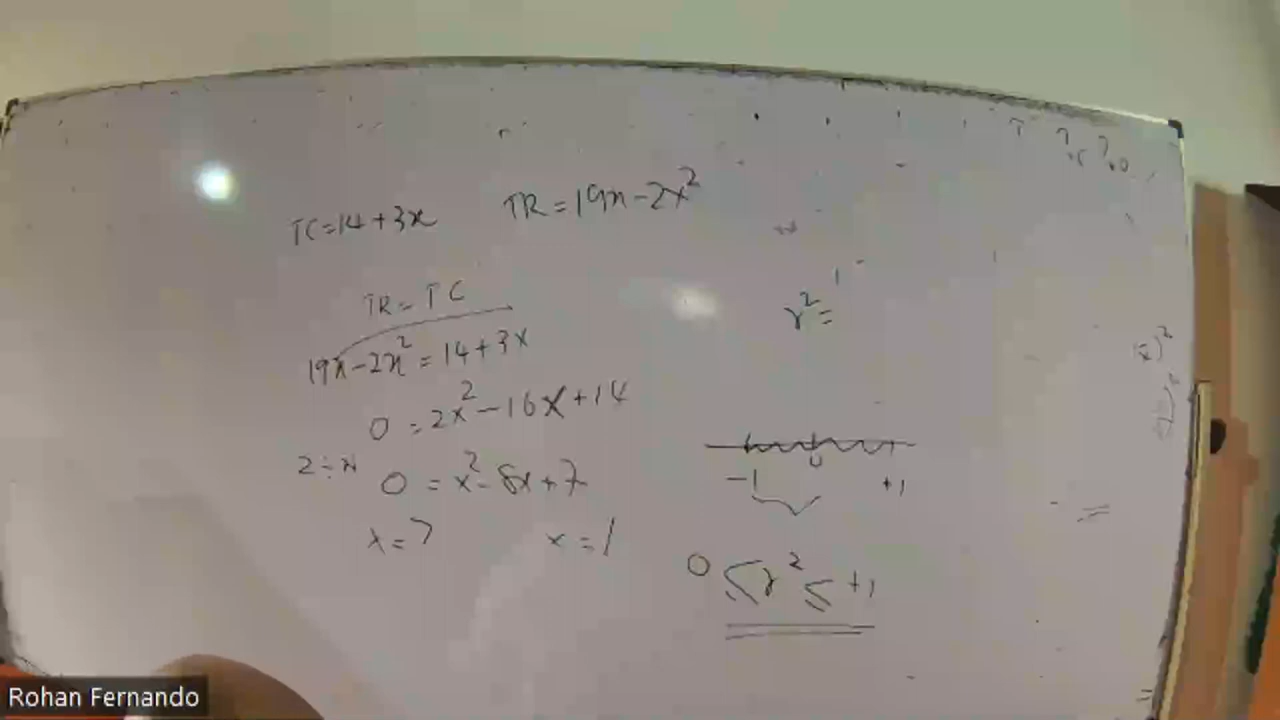 TC=14+3x
TR=19x-2x²
TR=TC
19x-2x²=14+3x
0=2x²-16x+14
2÷
0=x²-8x+7
x=7 x=1
r²=
0
-1 +1
0≤r²≤+1
Rohan Fernando